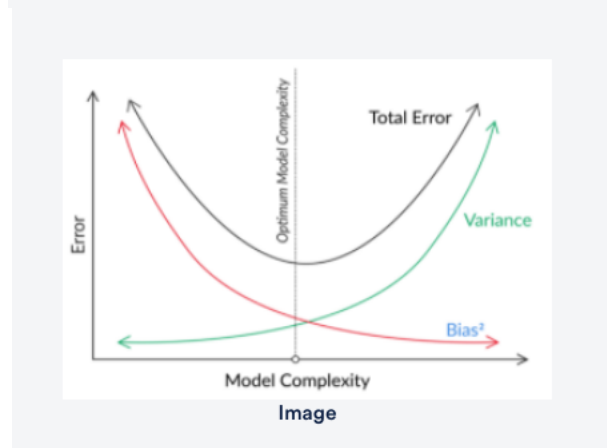 Optimum Model Complexity
Total Error
Error
Variance
Bias²
Model Complexity
Image